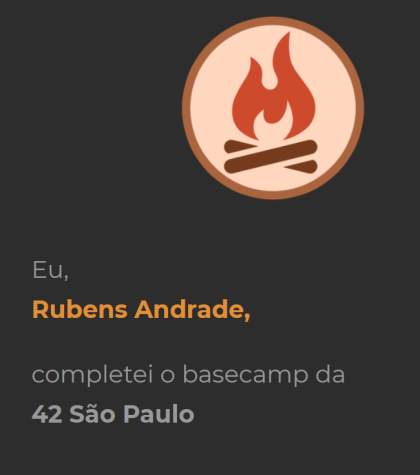 Eu,
Rubens Andrade,
completei o basecamp da
42 São Paulo